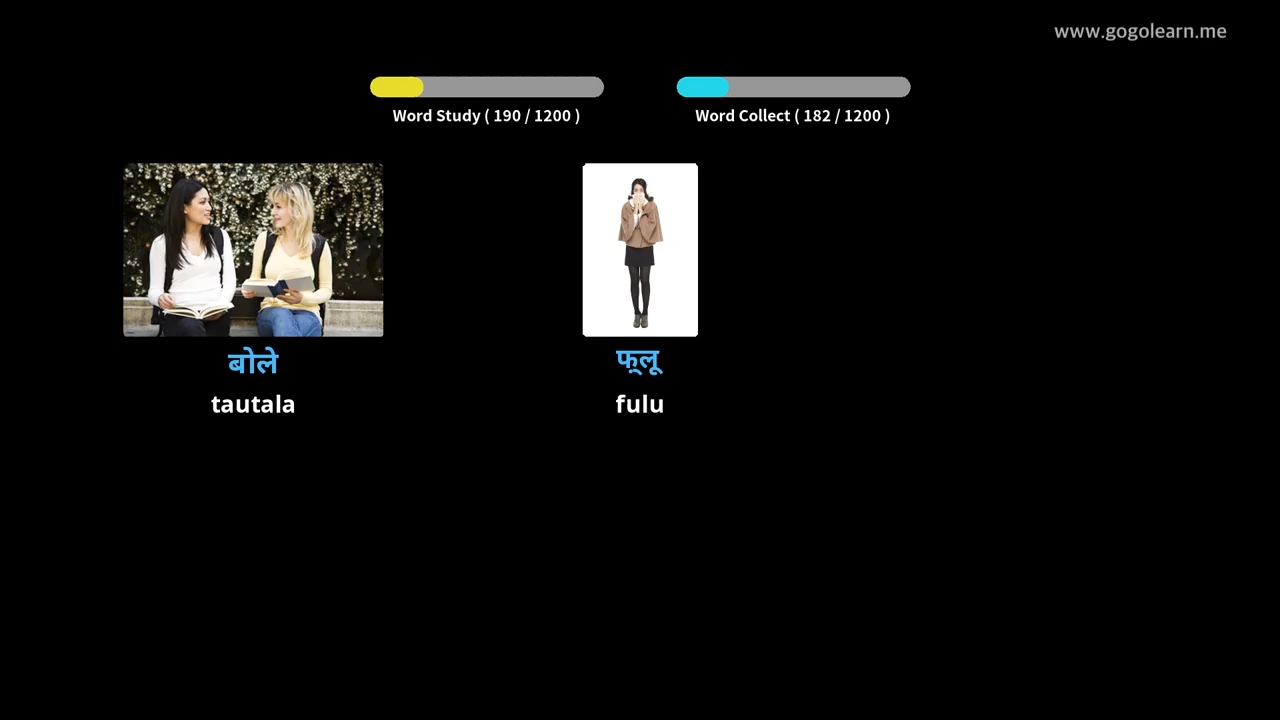 www.gogolearn.me
Word Study ( 190 / 1200 )
Word Collect ( 182 / 1200 )
बोले
tautala
फ्लू
fulu